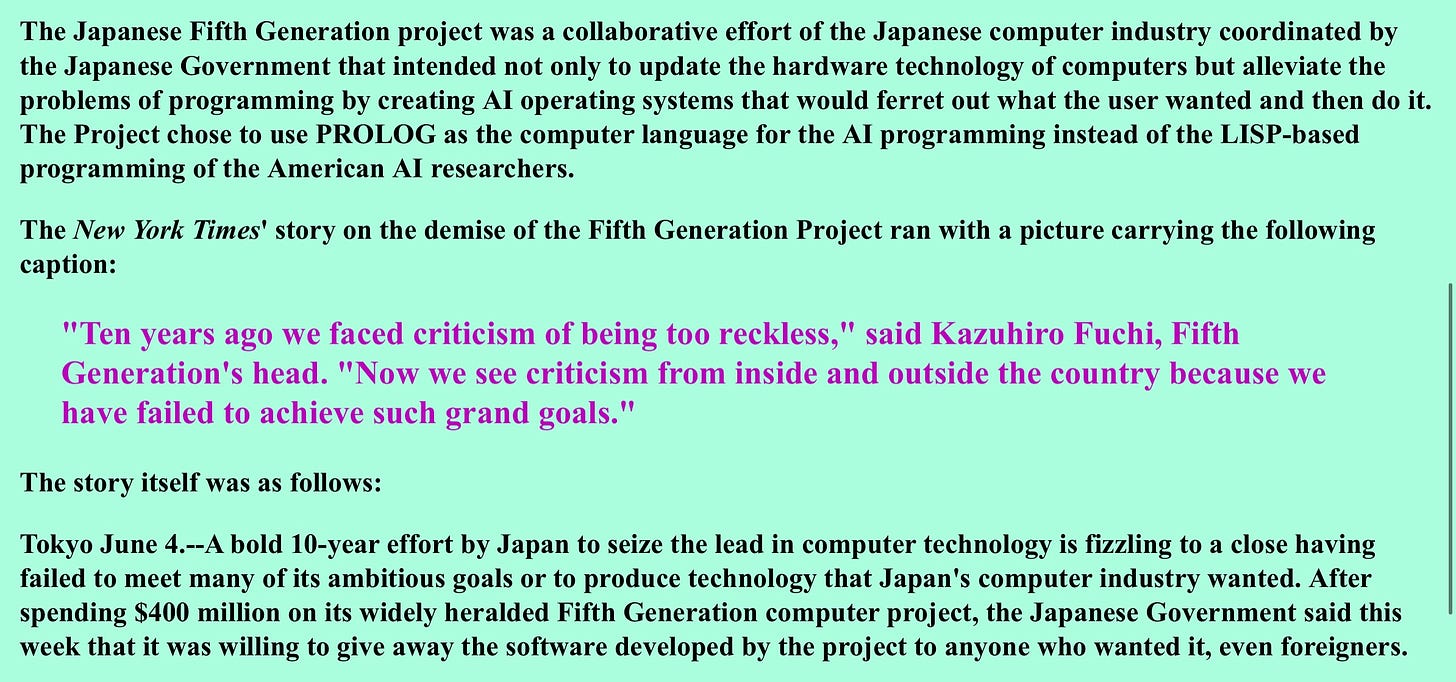 The Japanese Fifth Generation project was a collaborative effort of the Japanese computer industry coordinated by
the Japanese Government that intended not only to update the hardware technology of computers but alleviate the
problems of programming by creating AI operating systems that would ferret out what the user wanted and then do it.
The Project chose to use PROLOG as the computer language for the AI programming instead of the LISP-based
programming of the American AI researchers.
The New York Times' story on the demise of the Fifth Generation Project ran with a picture carrying the following
caption:
"Ten years ago we faced criticism of being too reckless," said Kazuhiro Fuchi, Fifth
Generation's head. "Now we see criticism from inside and outside the country because we
have failed to achieve such grand goals."
The story itself was as follows:
Tokyo June 4.--A bold 10-year effort by Japan to seize the lead in computer technology is fizzling to a close having
failed to meet many of its ambitious goals or to produce technology that Japan's computer industry wanted. After
spending $400 million on its widely heralded Fifth Generation computer project, the Japanese Government said this
week that it was willing to give away the software developed by the project to anyone who wanted it, even foreigners.